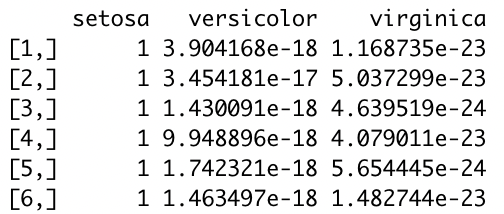 setosa versicolor virginica
[1,] 1 3.904168e-18 1.168735e-23
[2,] 1 3.454181e-17 5.037299e-23
[3,] 1 1.430091e-18 4.639519e-24
[4,] 1 9.948896e-18 4.079011e-23
[5,] 1 1.742321e-18 5.654445e-24
[6,] 1 1.463497e-18 1.482744e-23